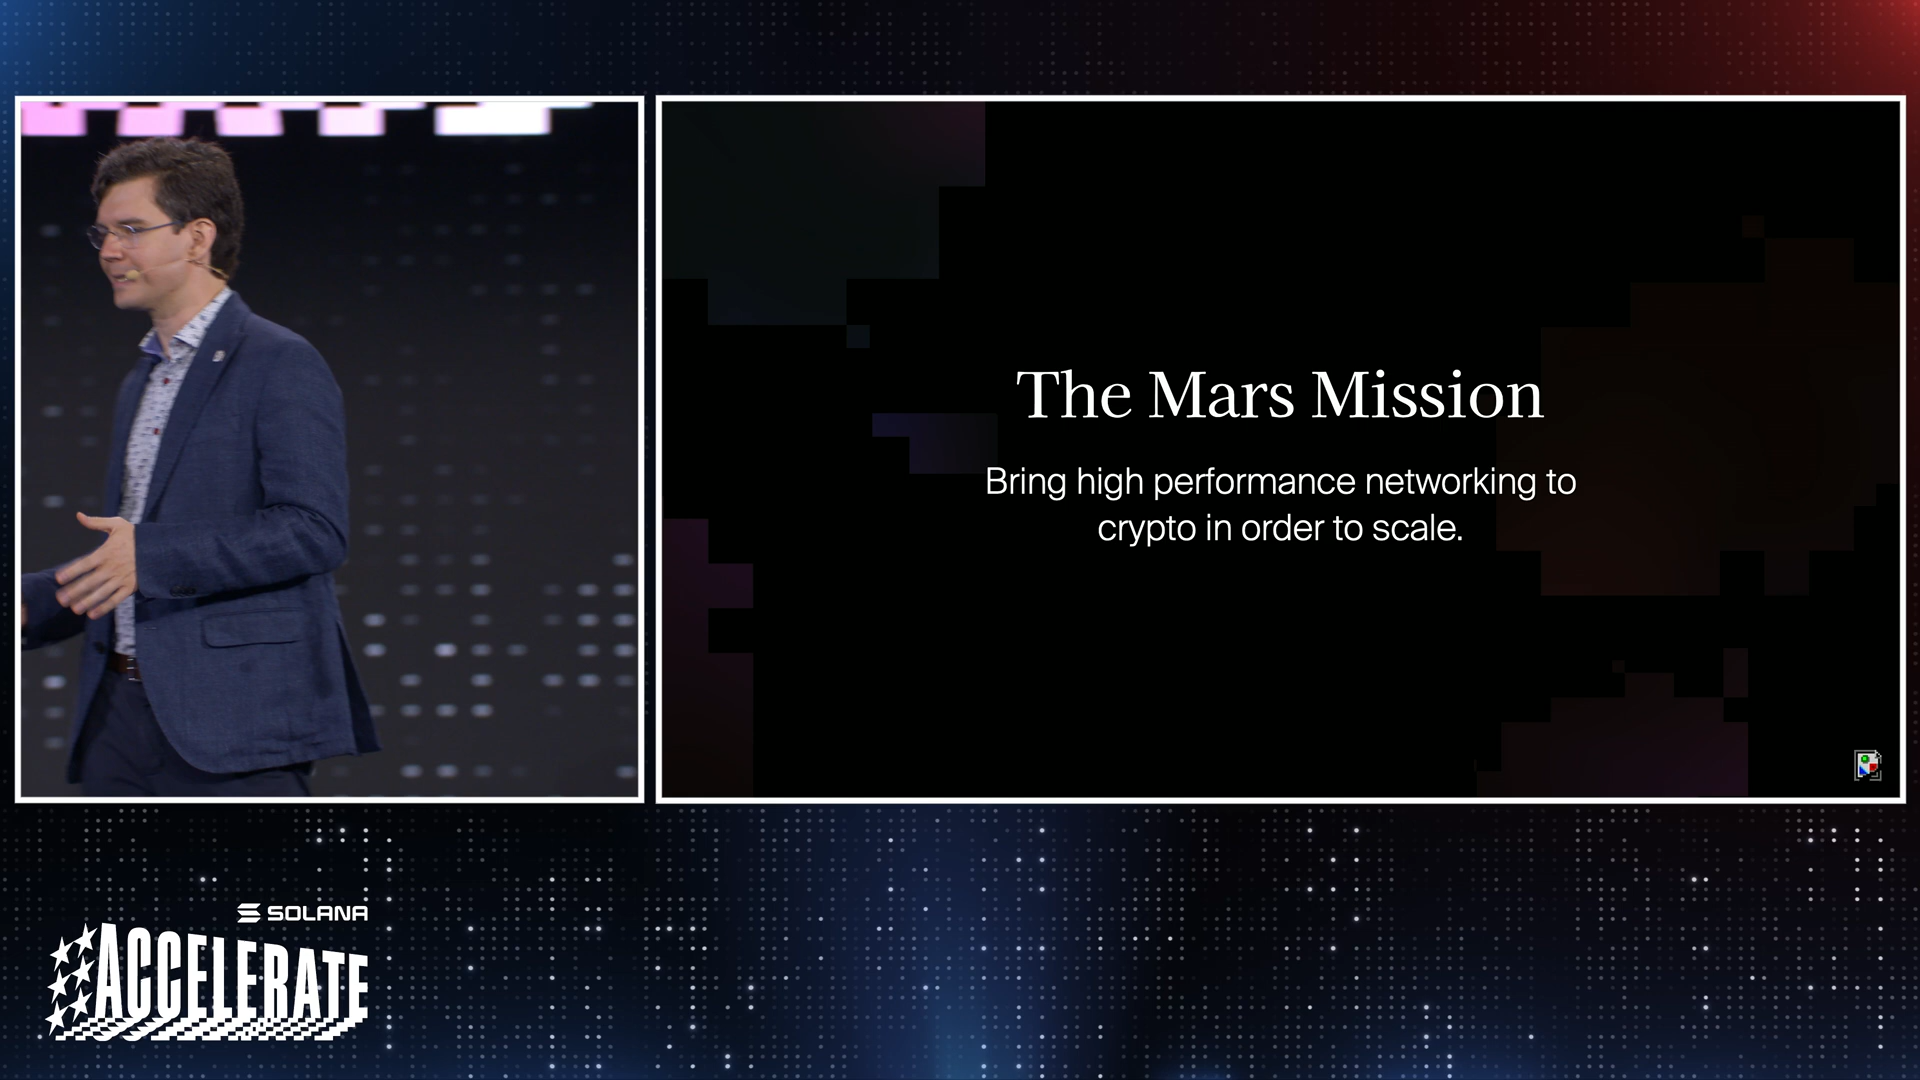 The Mars Mission
Bring high performance networking to
crypto in order to scale.
SOLANA
ACCELERATE